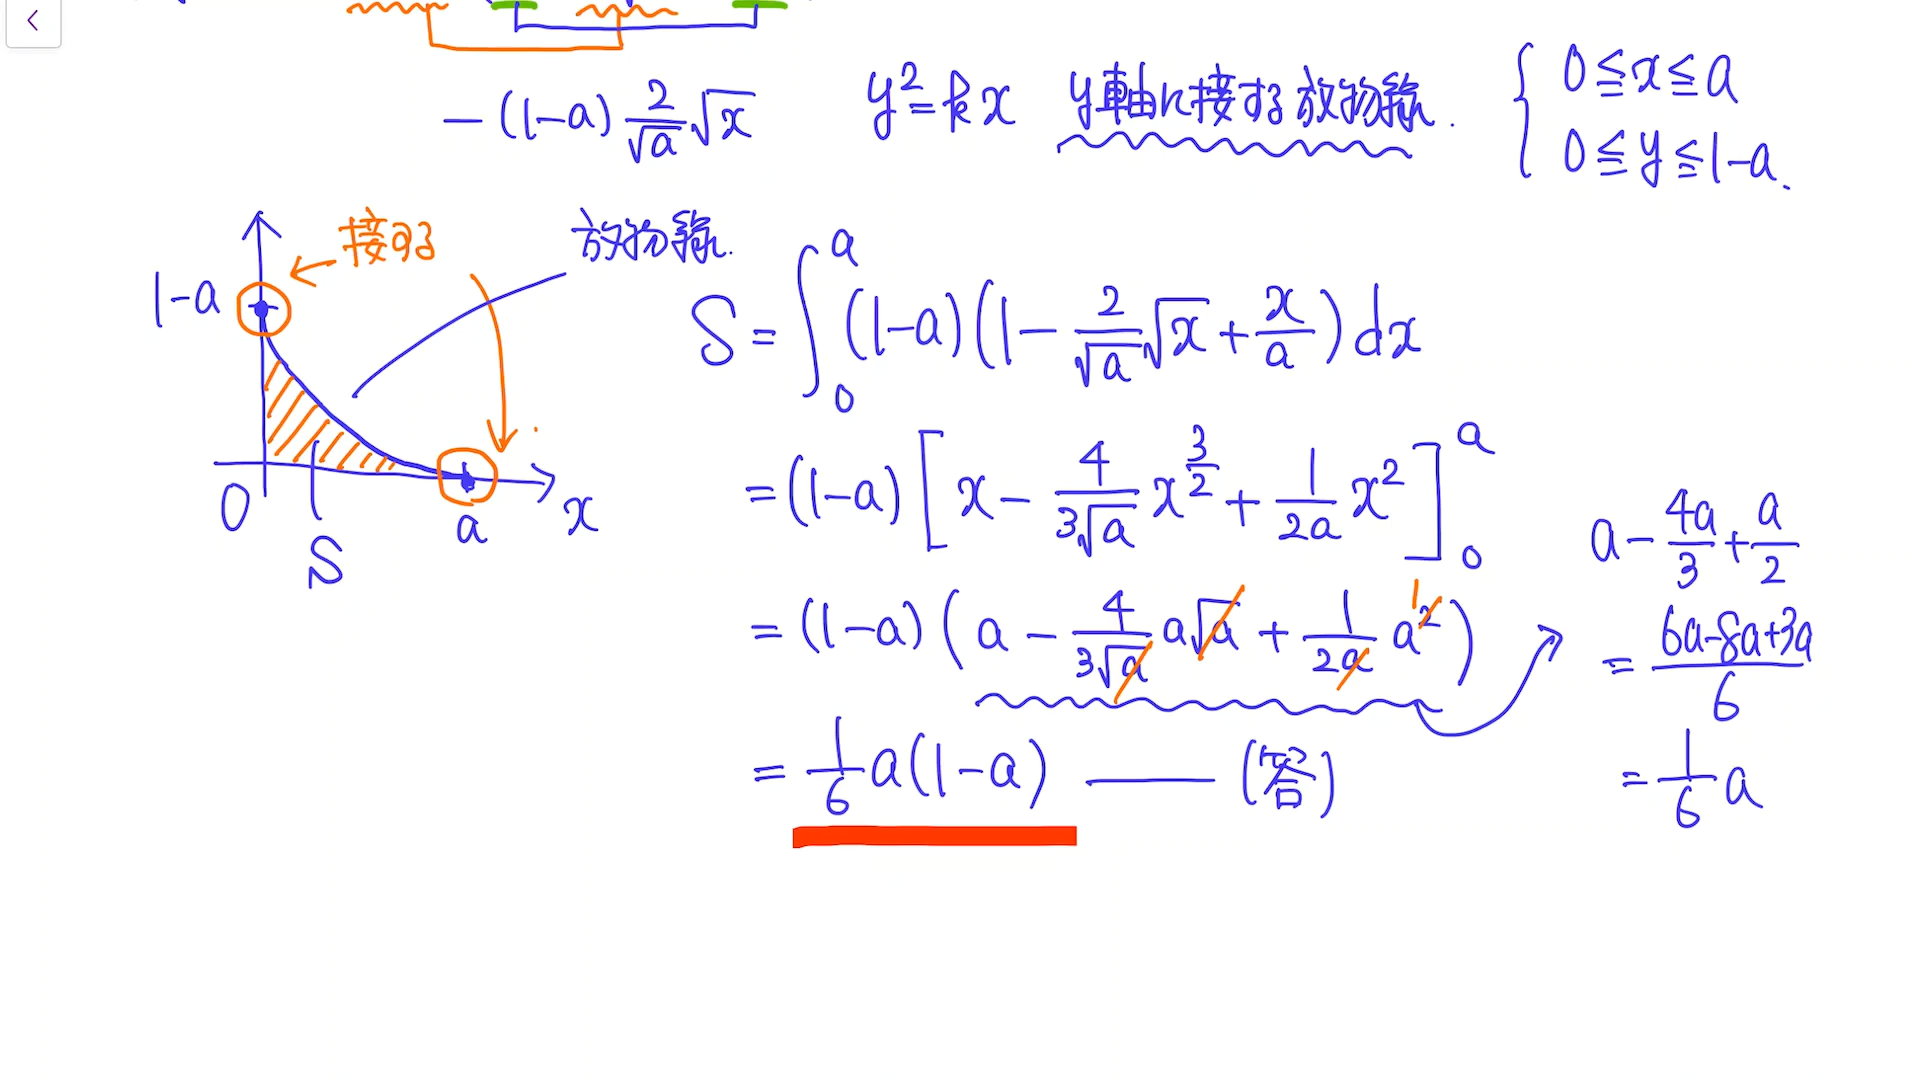 -(1-a) 2/√a √x y²=kx y軸に接する放物線. { 0≦x≦a
0≦y≦1-a.
接する
放物線.
1-a
O
S
a
x
S = ∫₀ᵃ (1-a)(1 - 2/√a √x + x/a) dx
= (1-a) [ x - 4/(3√a) x^(3/2) + 1/(2a) x² ]₀ᵃ
= (1-a) ( a - 4/(3√a) a√a + 1/(2a) a² ) 1
= 1/6 a(1-a) —— (答)
a - 4a/3 + a/2
= (6a-8a+3a)/6
= 1/6 a